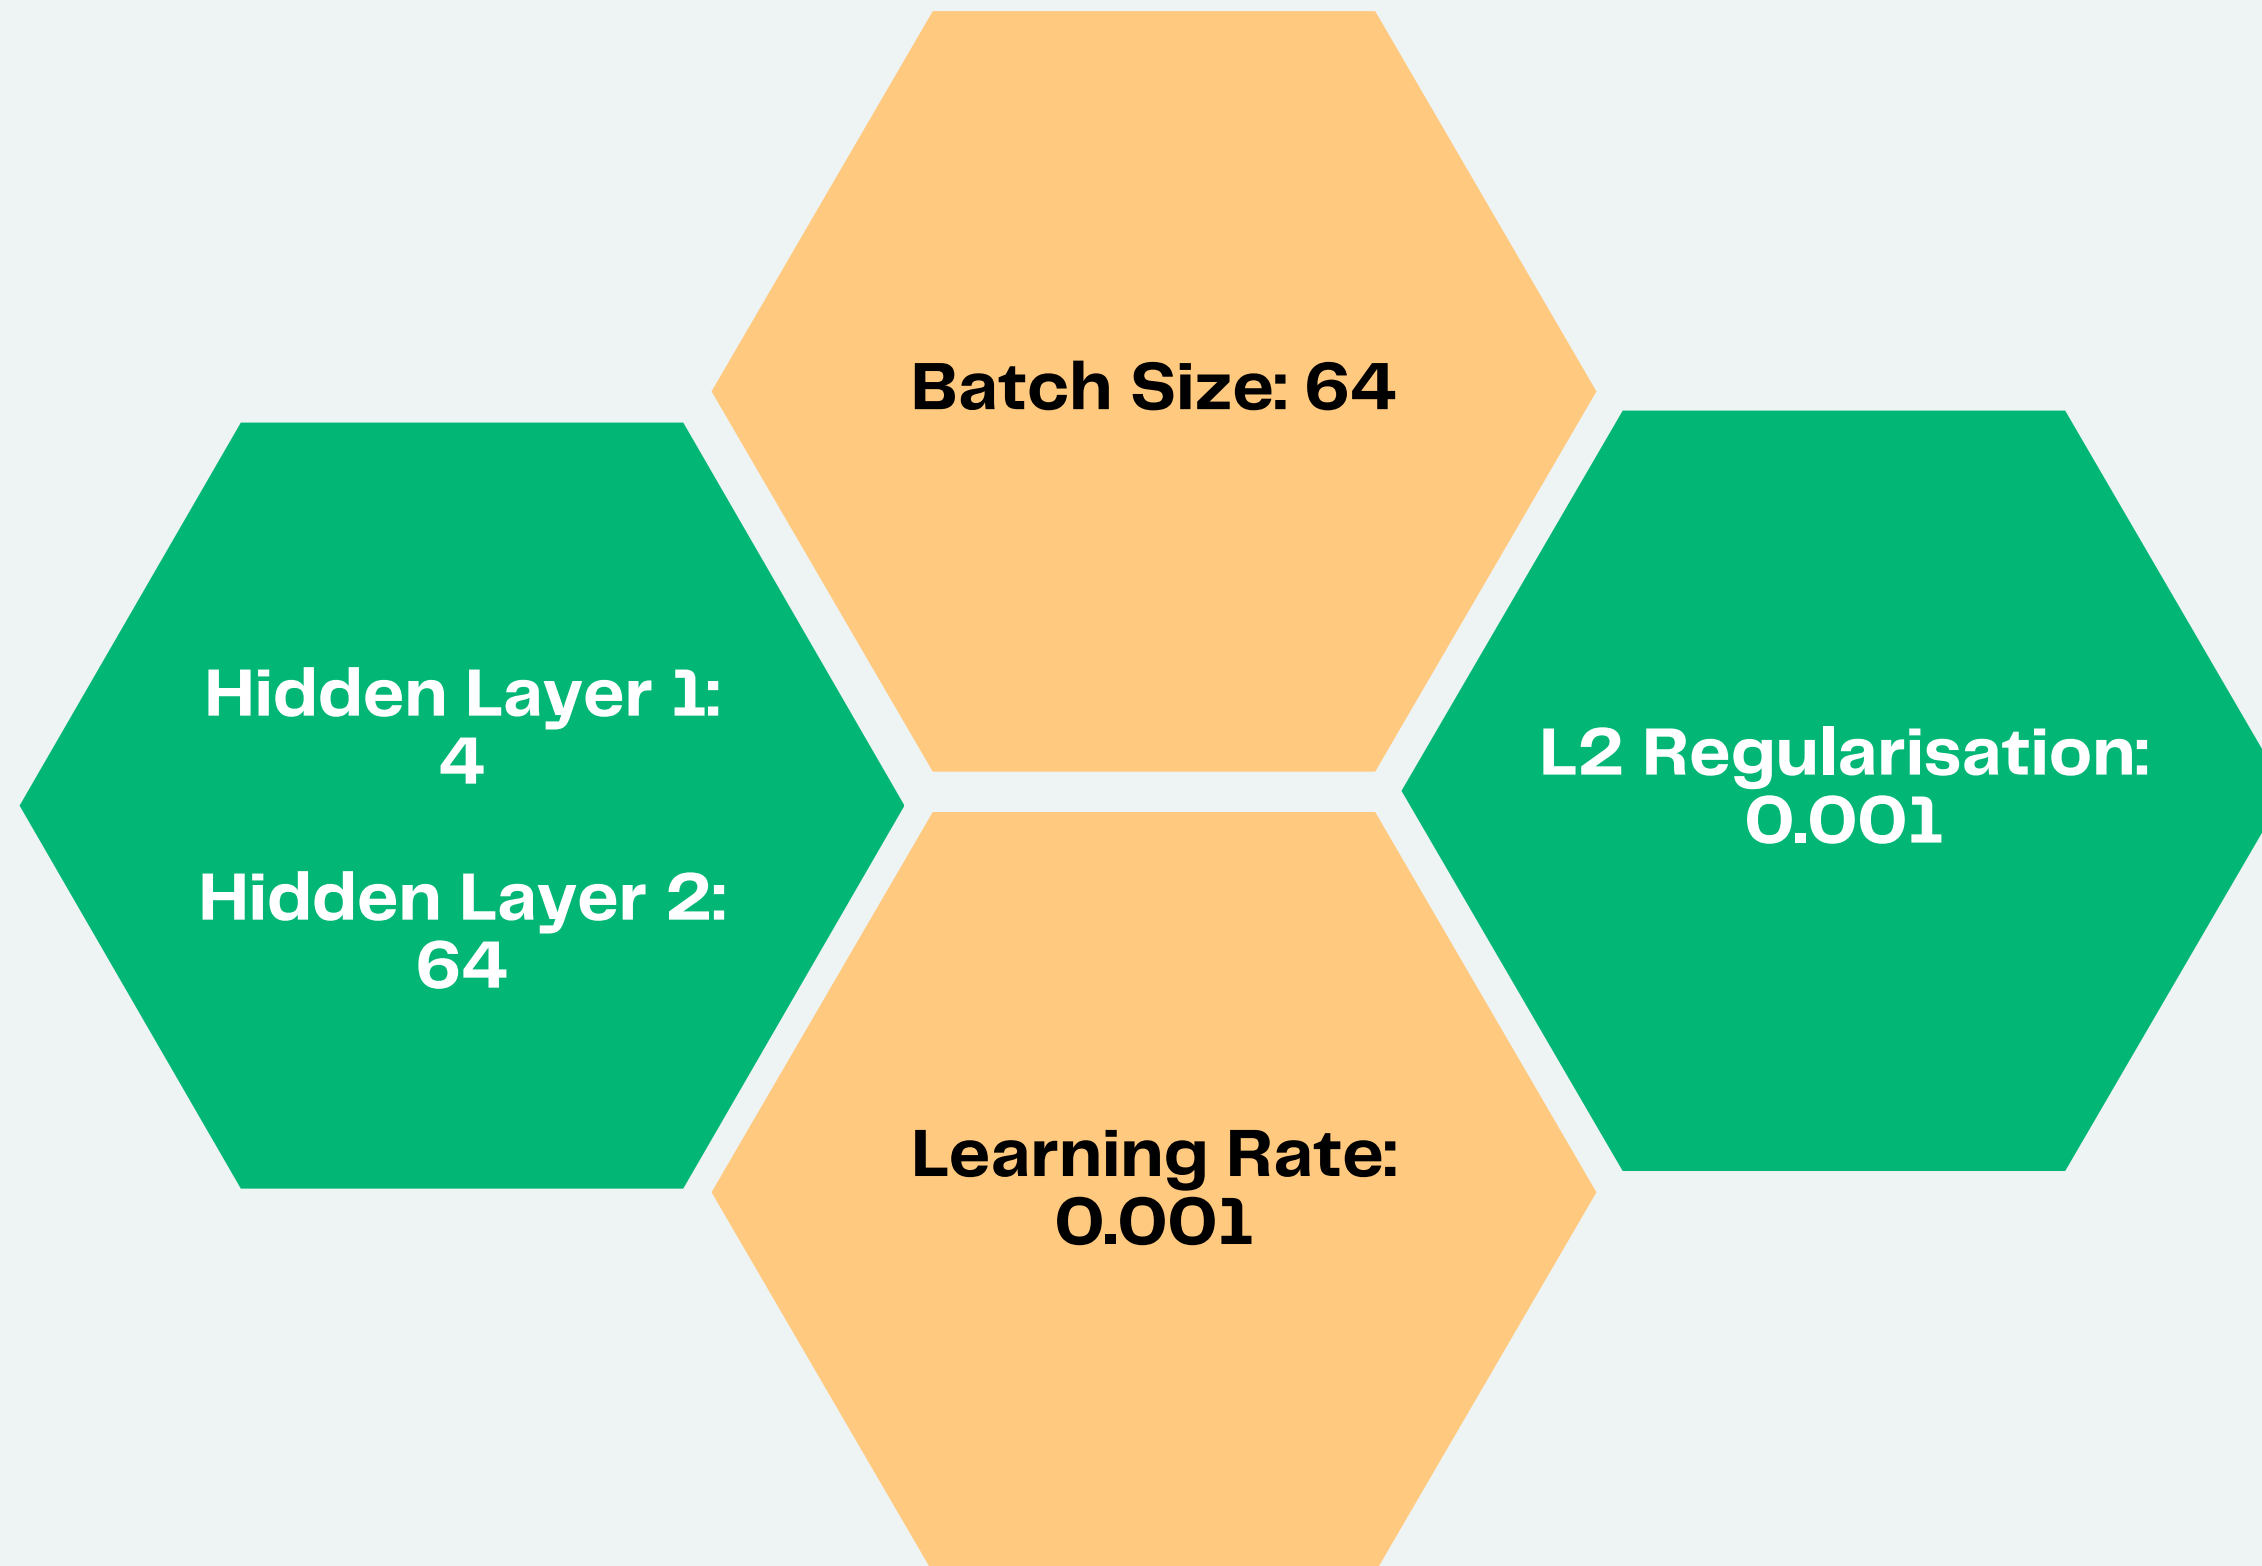 Batch Size: 64
Hidden Layer 1:
4
Hidden Layer 2:
64
L2 Regularisation:
0.001
Learning Rate:
0.001